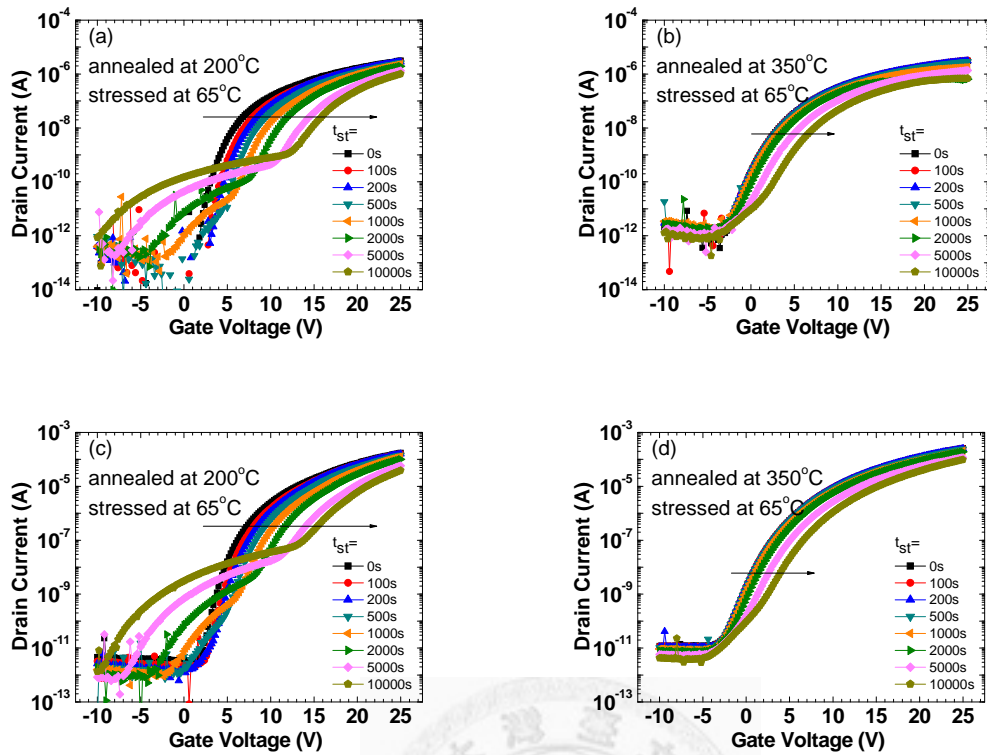 (a)
annealed at 200°C
stressed at 65°C
t_st=
0s
100s
200s
500s
1000s
2000s
5000s
10000s
10^-4
10^-6
10^-8
10^-10
10^-12
10^-14
Drain Current (A)
-10 -5 0 5 10 15 20 25
Gate Voltage (V)
(b)
annealed at 350°C
stressed at 65°C
t_st=
0s
100s
200s
500s
1000s
2000s
5000s
10000s
10^-4
10^-6
10^-8
10^-10
10^-12
10^-14
Drain Current (A)
-10 -5 0 5 10 15 20 25
Gate Voltage (V)
(c)
annealed at 200°C
stressed at 65°C
t_st=
0s
100s
200s
500s
1000s
2000s
5000s
10000s
10^-3
10^-5
10^-7
10^-9
10^-11
10^-13
Drain Current (A)
-10 -5 0 5 10 15 20 25
Gate Voltage (V)
(d)
annealed at 350°C
stressed at 65°C
t_st=
0s
100s
200s
500s
1000s
2000s
5000s
10000s
10^-3
10^-5
10^-7
10^-9
10^-11
10^-13
Drain Current (A)
-10 -5 0 5 10 15 20 25
Gate Voltage (V)